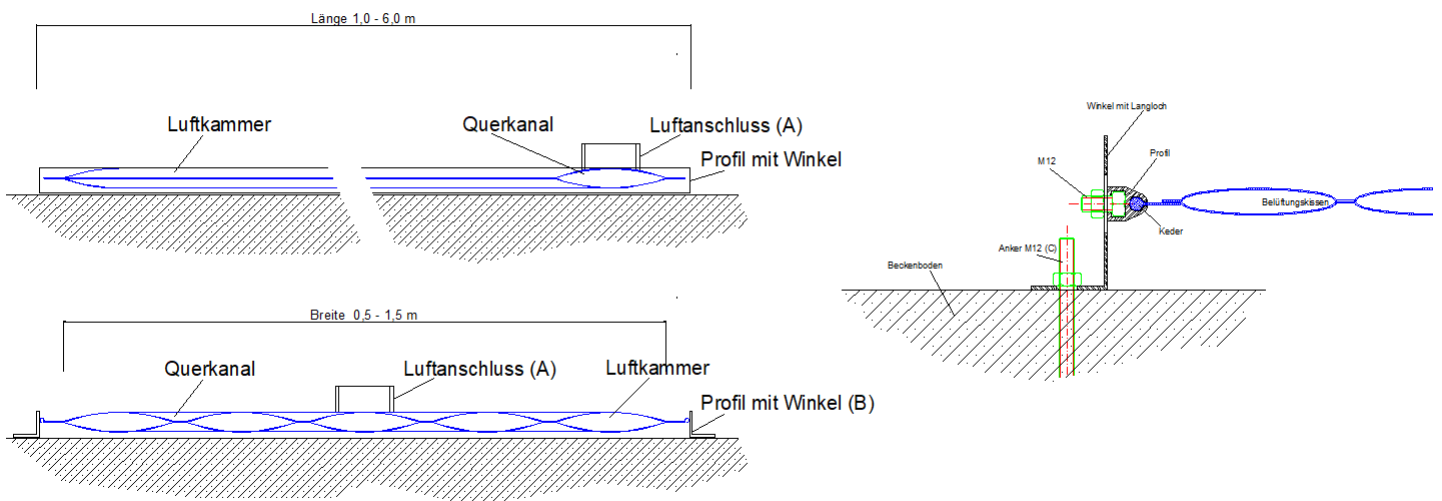 Länge 1,0 - 6,0 m
Luftkammer
Querkanal
Luftanschluss (A)
Profil mit Winkel
Breite 0,5 - 1,5 m
Querkanal
Luftanschluss (A)
Luftkammer
Profil mit Winkel (B)
Winkel mit Langloch
M12
Profil
Belüftungskissen
Keder
Anker M12 (C)
Beckenboden